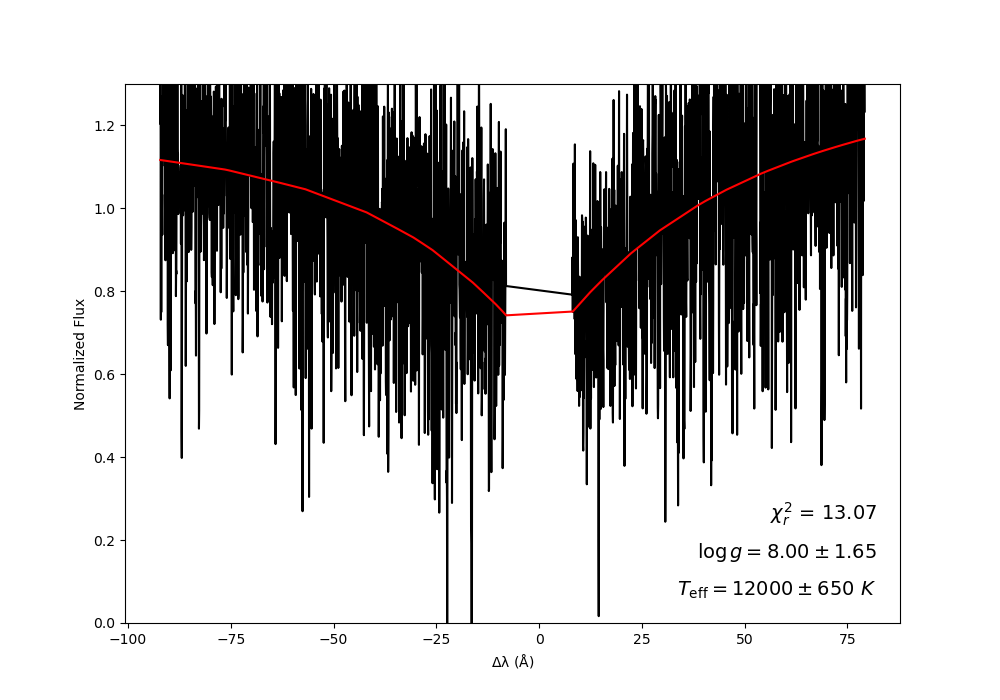 1.2
1.0
0.8
0.6
0.4
0.2
0.0
Normalized Flux
χ²ᵣ = 13.07
log g = 8.00 ± 1.65
T_eff = 12000 ± 650 K
−100 −75 −50 −25 0 25 50 75
Δλ (Å)